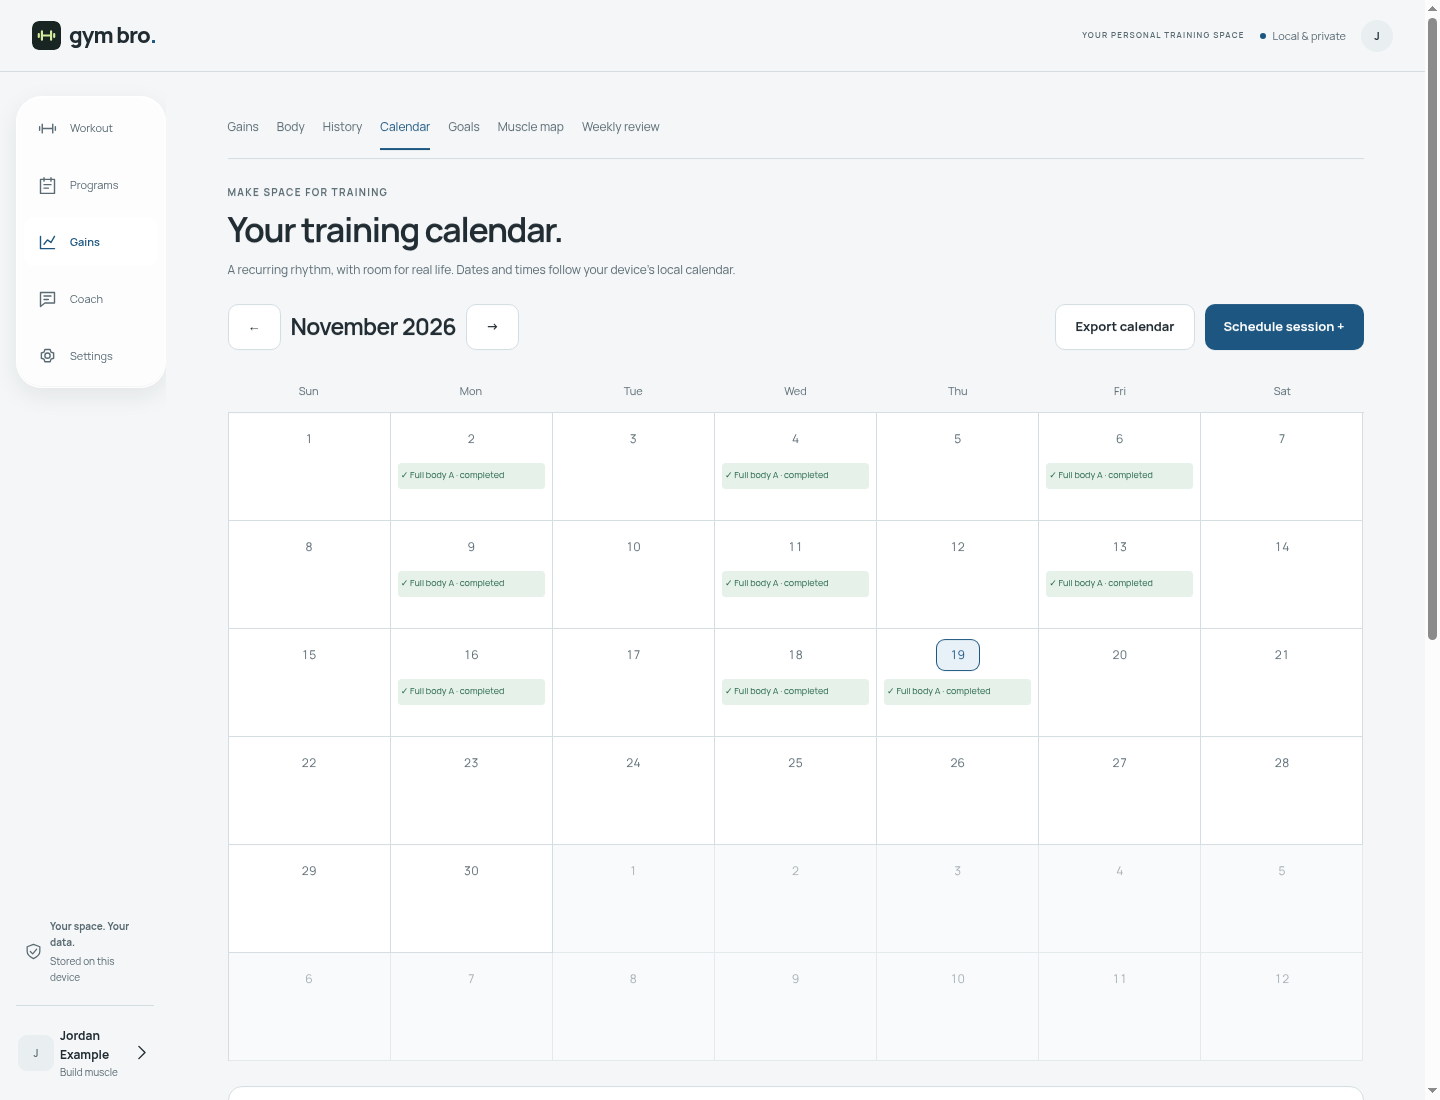 gym bro.
YOUR PERSONAL TRAINING SPACE
Local & private
J
Workout
Programs
Gains
Coach
Settings
Gains Body History Calendar Goals Muscle map Weekly review
MAKE SPACE FOR TRAINING
Your training calendar.
A recurring rhythm, with room for real life. Dates and times follow your device's local calendar.
← November 2026 →
Export calendar
Schedule session +
Sun Mon Tue Wed Thu Fri Sat
1 2 3 4 5 6 7
✓ Full body A · completed ✓ Full body A · completed ✓ Full body A · completed
8 9 10 11 12 13 14
✓ Full body A · completed ✓ Full body A · completed ✓ Full body A · completed
15 16 17 18 19 20 21
✓ Full body A · completed ✓ Full body A · completed ✓ Full body A · completed
22 23 24 25 26 27 28
29 30 1 2 3 4 5
6 7 8 9 10 11 12
Your space. Your
data.
Stored on this
device
J
Jordan
Example
Build muscle